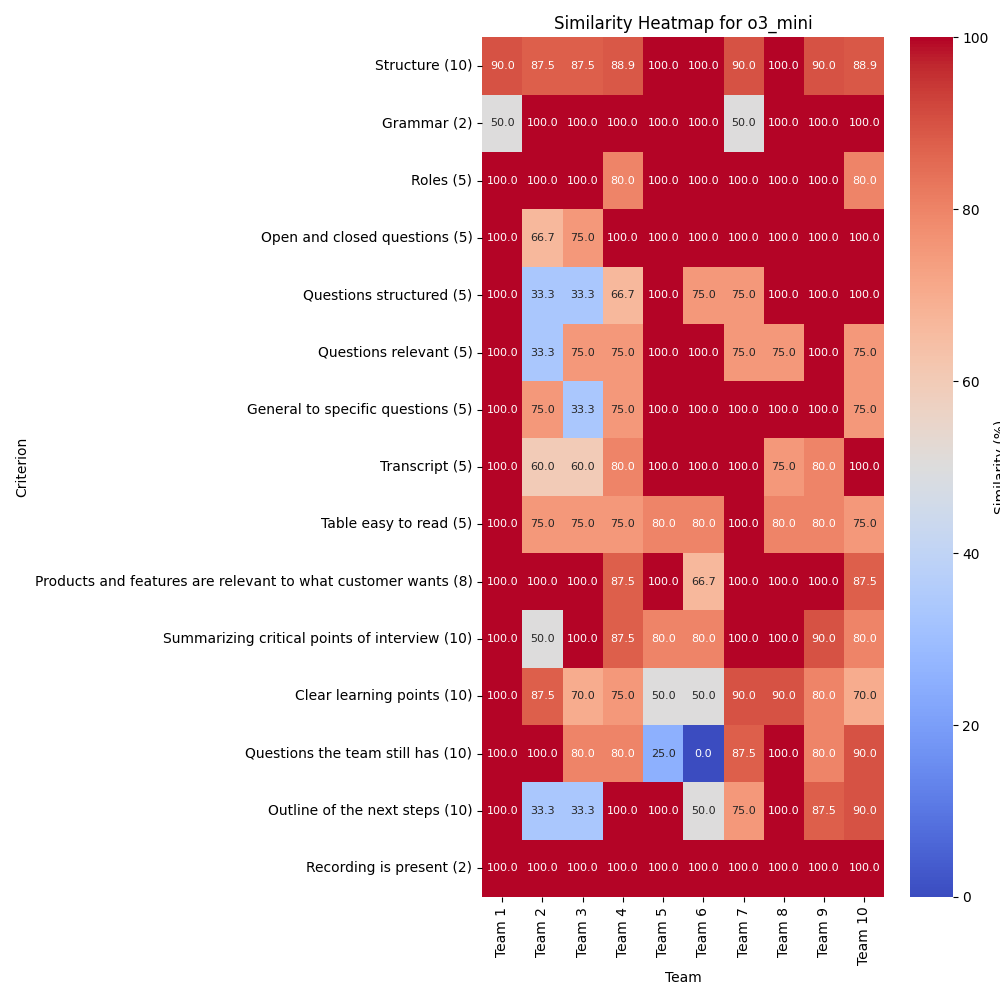 Similarity Heatmap for o3_mini
Structure (10) 90.0 87.5 87.5 88.9 100.0 100.0 90.0 100.0 90.0 88.9
Grammar (2) 50.0 100.0 100.0 100.0 100.0 100.0 50.0 100.0 100.0 100.0
Roles (5) 100.0 100.0 100.0 80.0 100.0 100.0 100.0 100.0 100.0 80.0
Open and closed questions (5) 100.0 66.7 75.0 100.0 100.0 100.0 100.0 100.0 100.0 100.0
Questions structured (5) 100.0 33.3 33.3 66.7 100.0 75.0 75.0 100.0 100.0 100.0
Questions relevant (5) 100.0 33.3 75.0 75.0 100.0 100.0 75.0 75.0 100.0 75.0
General to specific questions (5) 100.0 75.0 33.3 75.0 100.0 100.0 100.0 100.0 100.0 75.0
Transcript (5) 100.0 60.0 60.0 80.0 100.0 100.0 100.0 75.0 80.0 100.0
Table easy to read (5) 100.0 75.0 75.0 75.0 80.0 80.0 100.0 80.0 80.0 75.0
Products and features are relevant to what customer wants (8) 100.0 100.0 100.0 87.5 100.0 66.7 100.0 100.0 100.0 87.5
Summarizing critical points of interview (10) 100.0 50.0 100.0 87.5 80.0 80.0 100.0 100.0 90.0 80.0
Clear learning points (10) 100.0 87.5 70.0 75.0 50.0 50.0 90.0 90.0 80.0 70.0
Questions the team still has (10) 100.0 100.0 80.0 80.0 25.0 0.0 87.5 100.0 80.0 90.0
Outline of the next steps (10) 100.0 33.3 33.3 100.0 100.0 50.0 75.0 100.0 87.5 90.0
Recording is present (2) 100.0 100.0 100.0 100.0 100.0 100.0 100.0 100.0 100.0 100.0
Team 1 Team 2 Team 3 Team 4 Team 5 Team 6 Team 7 Team 8 Team 9 Team 10
Team
Criterion
100
80
60
40
20
0
Similarity (%)